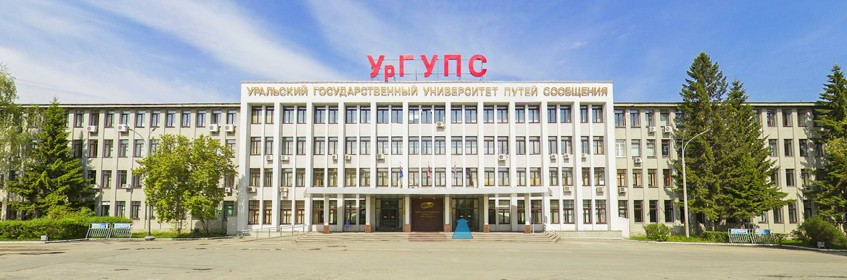 УрГУПС
УРАЛЬСКИЙ ГОСУДАРСТВЕННЫЙ УНИВЕРСИТЕТ ПУТЕЙ СООБЩЕНИЯ